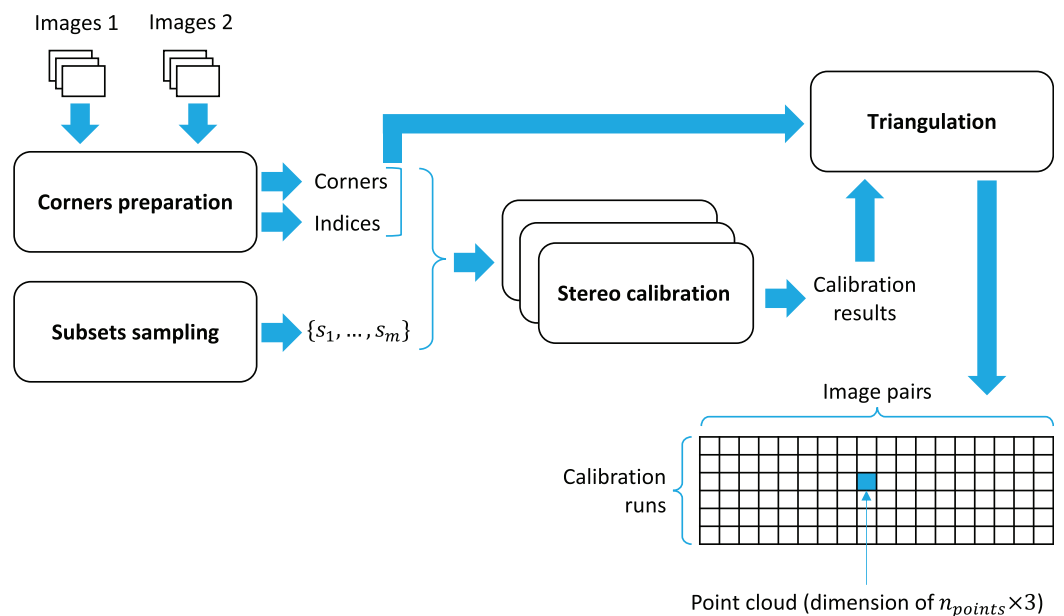 Images 1
Images 2
Corners preparation
Corners
Indices
Triangulation
Subsets sampling
{s₁, … , sₘ}
Stereo calibration
Calibration
results
Image pairs
Calibration
runs
Point cloud (dimension of n_points×3)